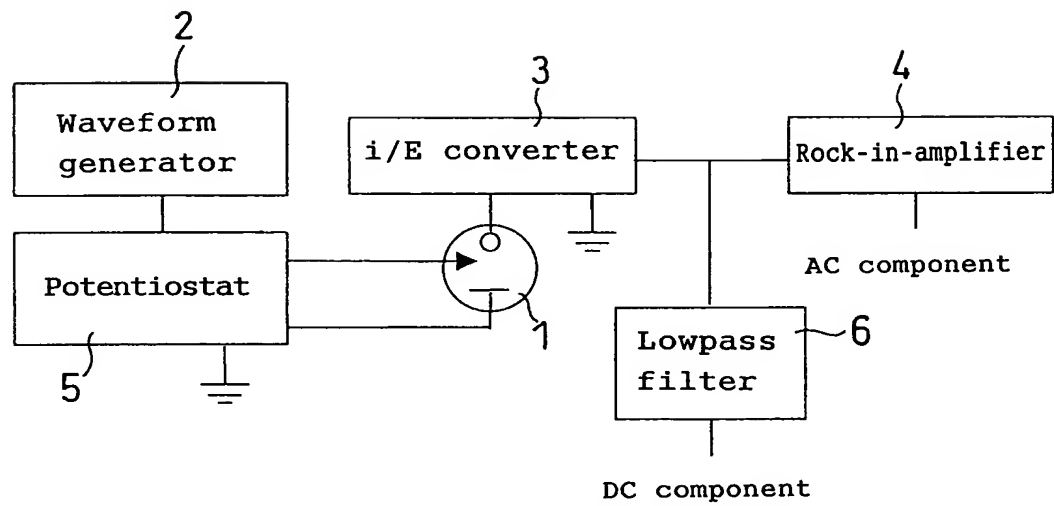 2
Waveform
generator
3
i/E converter
4
Rock-in-amplifier
Potentiostat
5
1
AC component
Lowpass
filter
6
DC component